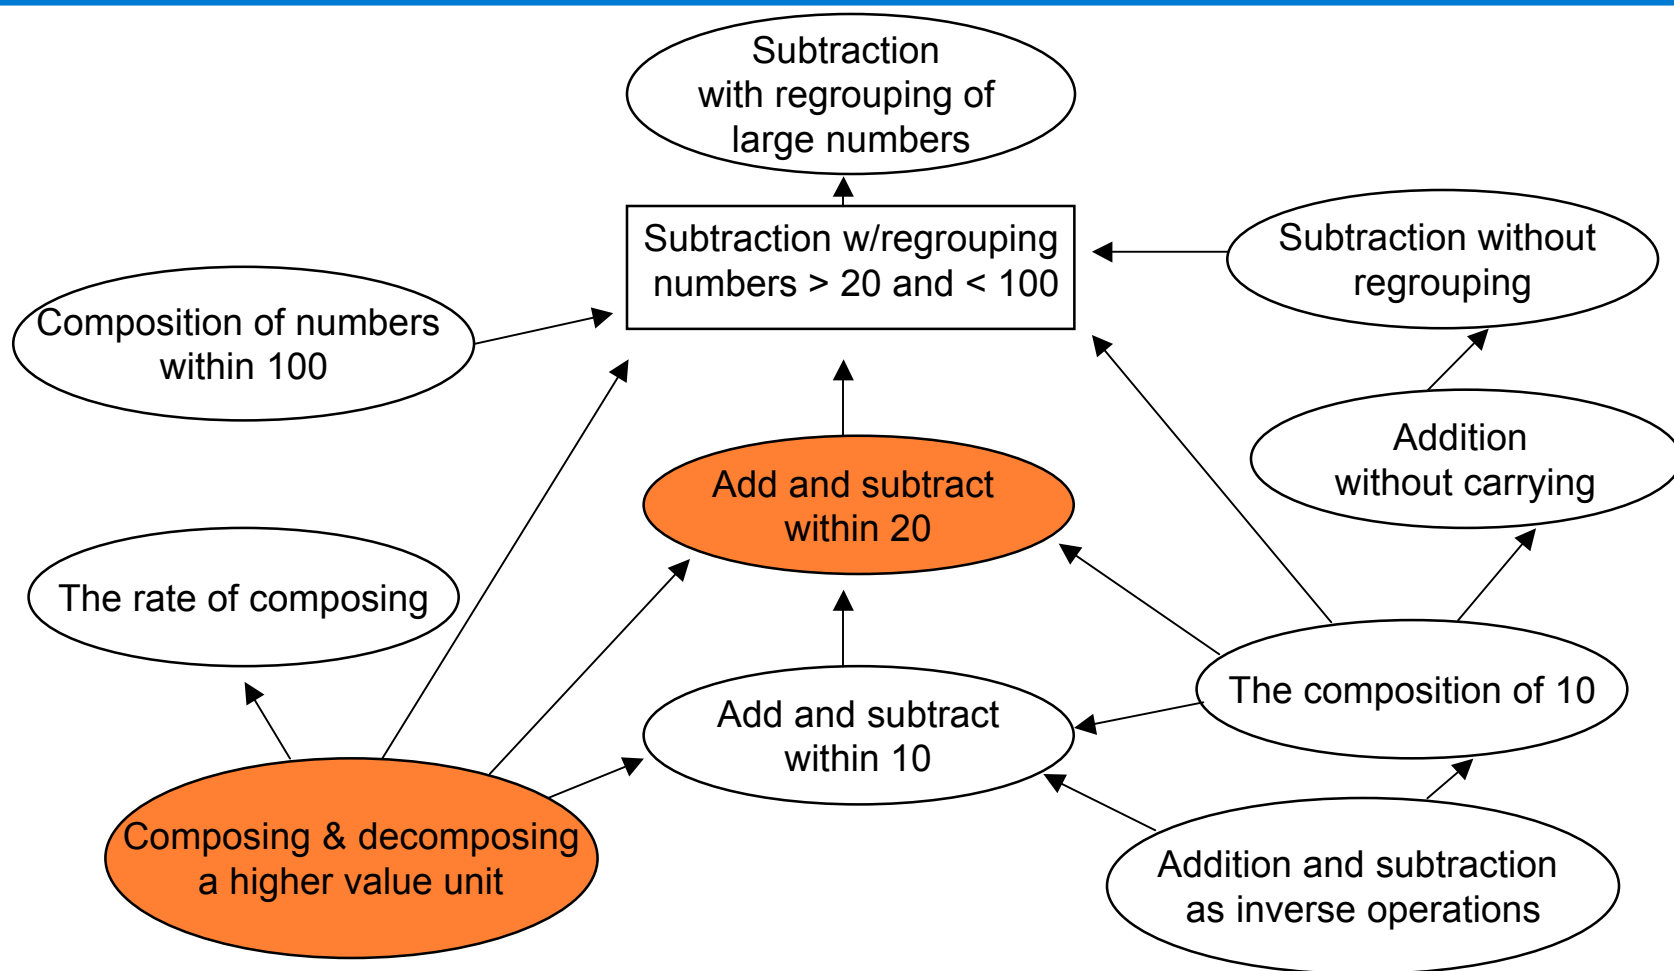 Subtraction
with regrouping of
large numbers
Subtraction w/regrouping
numbers > 20 and < 100
Subtraction without
regrouping
Composition of numbers
within 100
Addition
without carrying
Add and subtract
within 20
The rate of composing
The composition of 10
Add and subtract
within 10
Composing & decomposing
a higher value unit
Addition and subtraction
as inverse operations